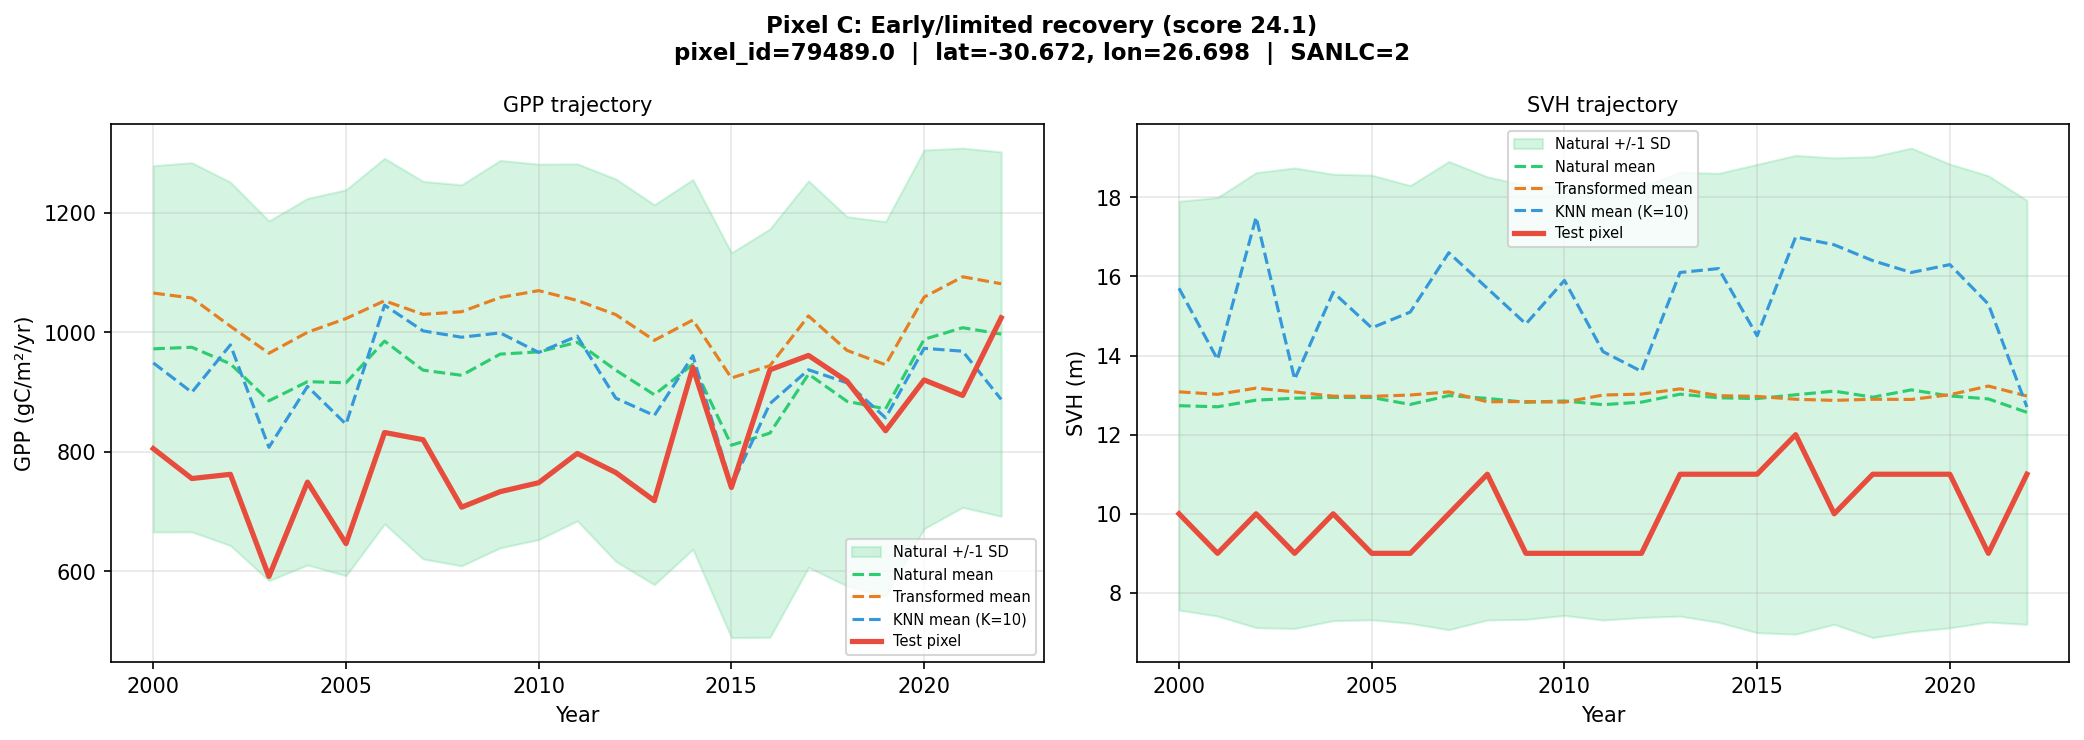 Pixel C: Early/limited recovery (score 24.1)
pixel_id=79489.0 | lat=-30.672, lon=26.698 | SANLC=2
GPP trajectory
GPP (gC/m²/yr)
1200
1000
800
600
2000
2005
2010
2015
2020
Year
Natural +/-1 SD
Natural mean
Transformed mean
KNN mean (K=10)
Test pixel
SVH trajectory
SVH (m)
18
16
14
12
10
8
2000
2005
2010
2015
2020
Year
Natural +/-1 SD
Natural mean
Transformed mean
KNN mean (K=10)
Test pixel